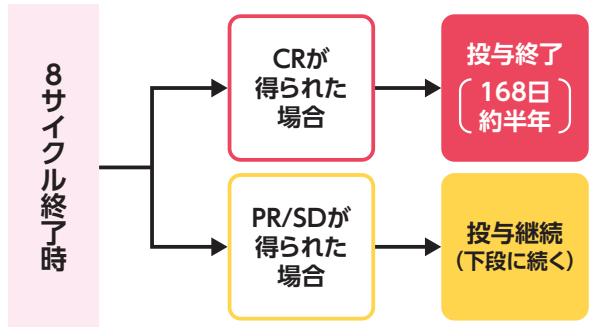 8サイクル終了時
CRが
得られた
場合
投与終了
（168日
約半年）
PR/SDが
得られた
場合
投与継続
（下段に続く）